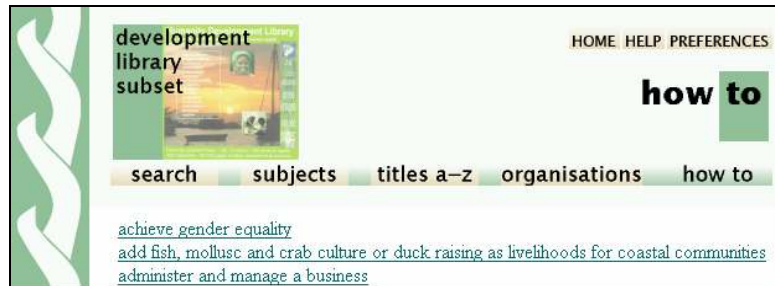 development
library
subset
HOME HELP PREFERENCES
how to
search subjects titles a–z organisations how to
achieve gender equality
add fish, mollusc and crab culture or duck raising as livelihoods for coastal communities
administer and manage a business